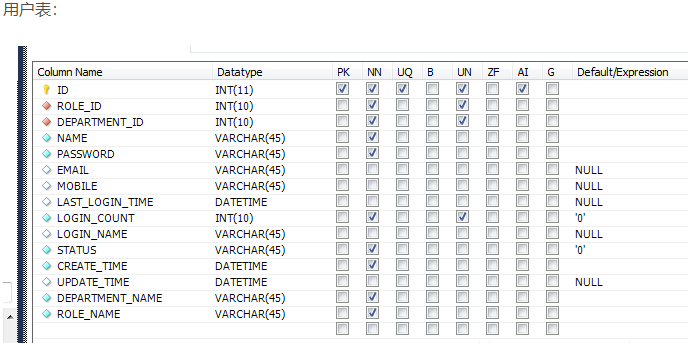 用户表:
Column Name Datatype PK NN UQ B UN ZF AI G Default/Expression
ID INT(11)
ROLE_ID INT(10)
DEPARTMENT_ID INT(10)
NAME VARCHAR(45)
PASSWORD VARCHAR(45)
EMAIL VARCHAR(45) NULL
MOBILE VARCHAR(45) NULL
LAST_LOGIN_TIME DATETIME NULL
LOGIN_COUNT INT(10) '0'
LOGIN_NAME VARCHAR(45) NULL
STATUS VARCHAR(45) '0'
CREATE_TIME DATETIME
UPDATE_TIME DATETIME NULL
DEPARTMENT_NAME VARCHAR(45)
ROLE_NAME VARCHAR(45)